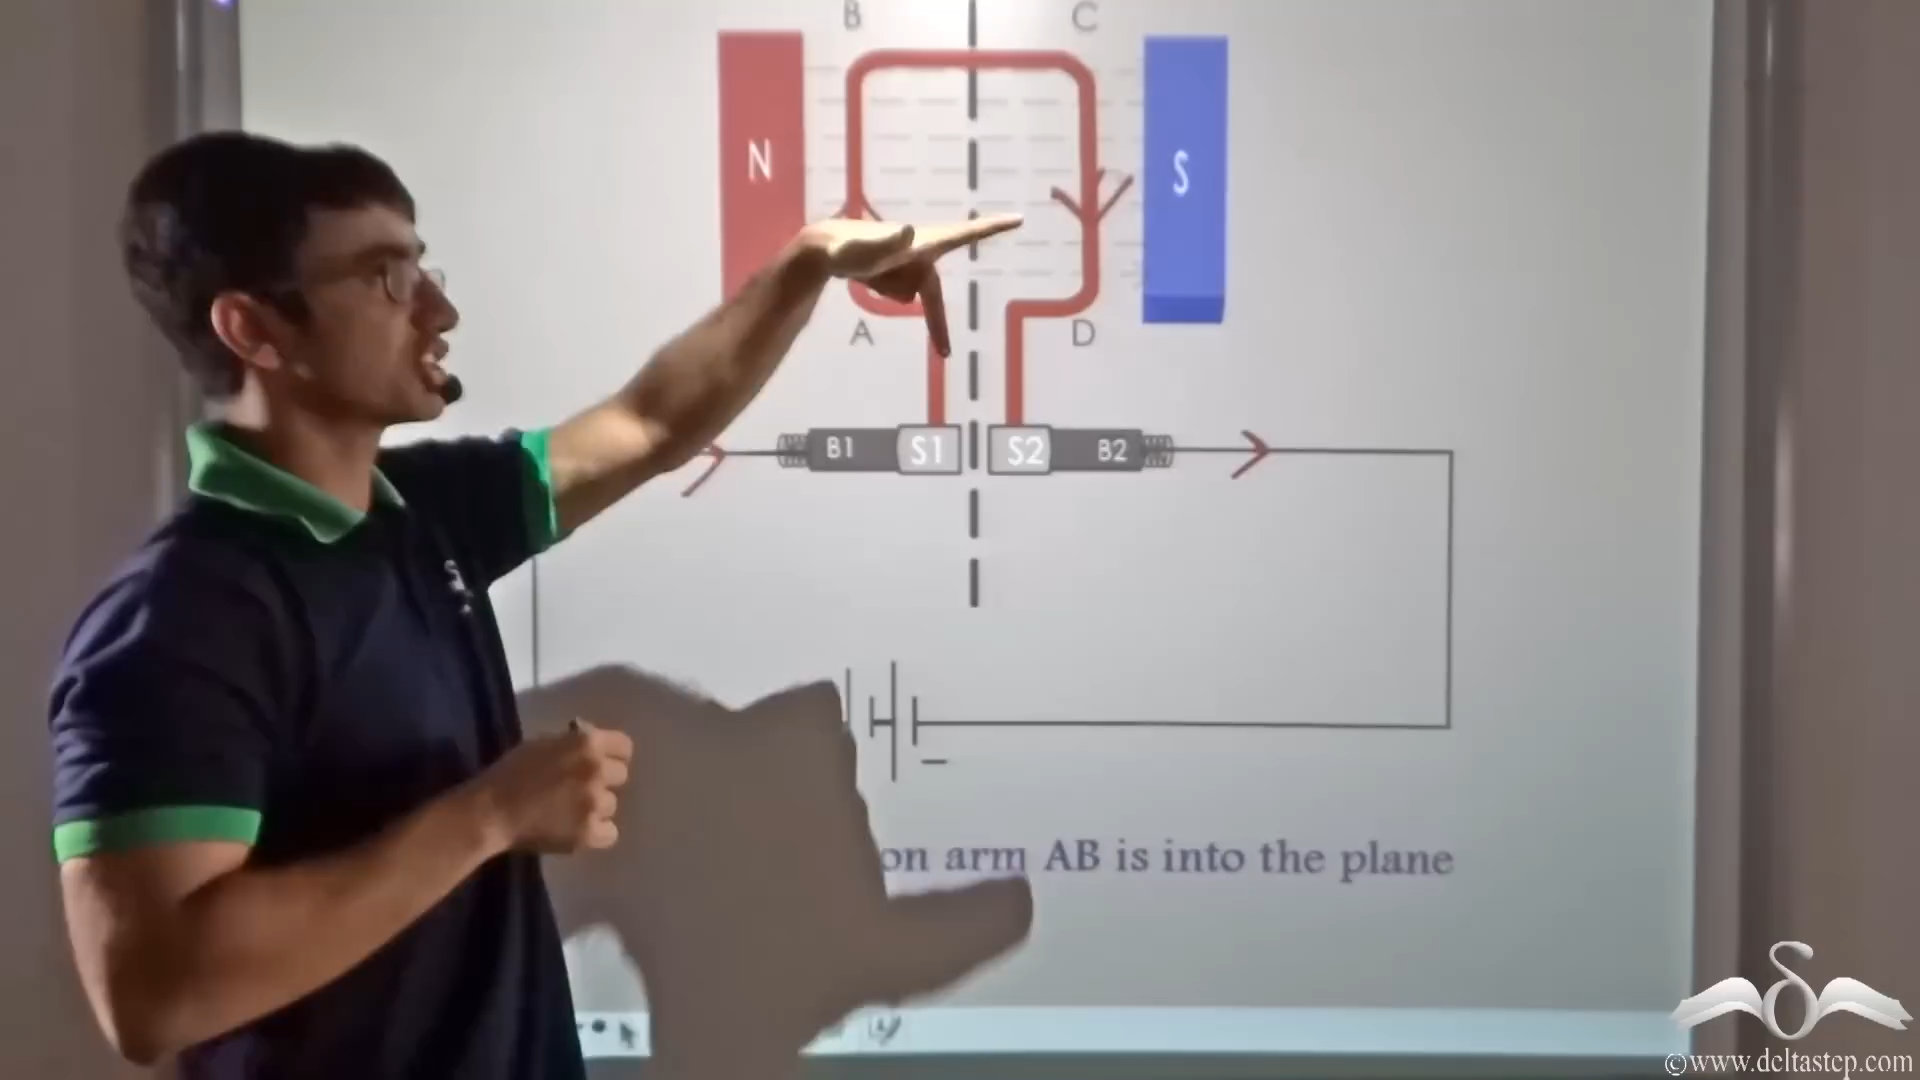 B C
N S
A D
B1 S1 S2 B2
on arm AB is into the plane
©www.deltastep.com